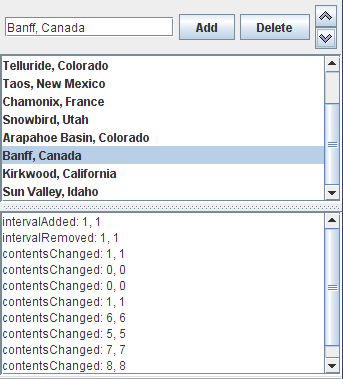 Banff, Canada Add Delete
Telluride, Colorado
Taos, New Mexico
Chamonix, France
Snowbird, Utah
Arapahoe Basin, Colorado
Banff, Canada
Kirkwood, California
Sun Valley, Idaho
intervalAdded: 1, 1
intervalRemoved: 1, 1
contentsChanged: 1, 1
contentsChanged: 0, 0
contentsChanged: 0, 0
contentsChanged: 1, 1
contentsChanged: 6, 6
contentsChanged: 5, 5
contentsChanged: 7, 7
contentsChanged: 8, 8